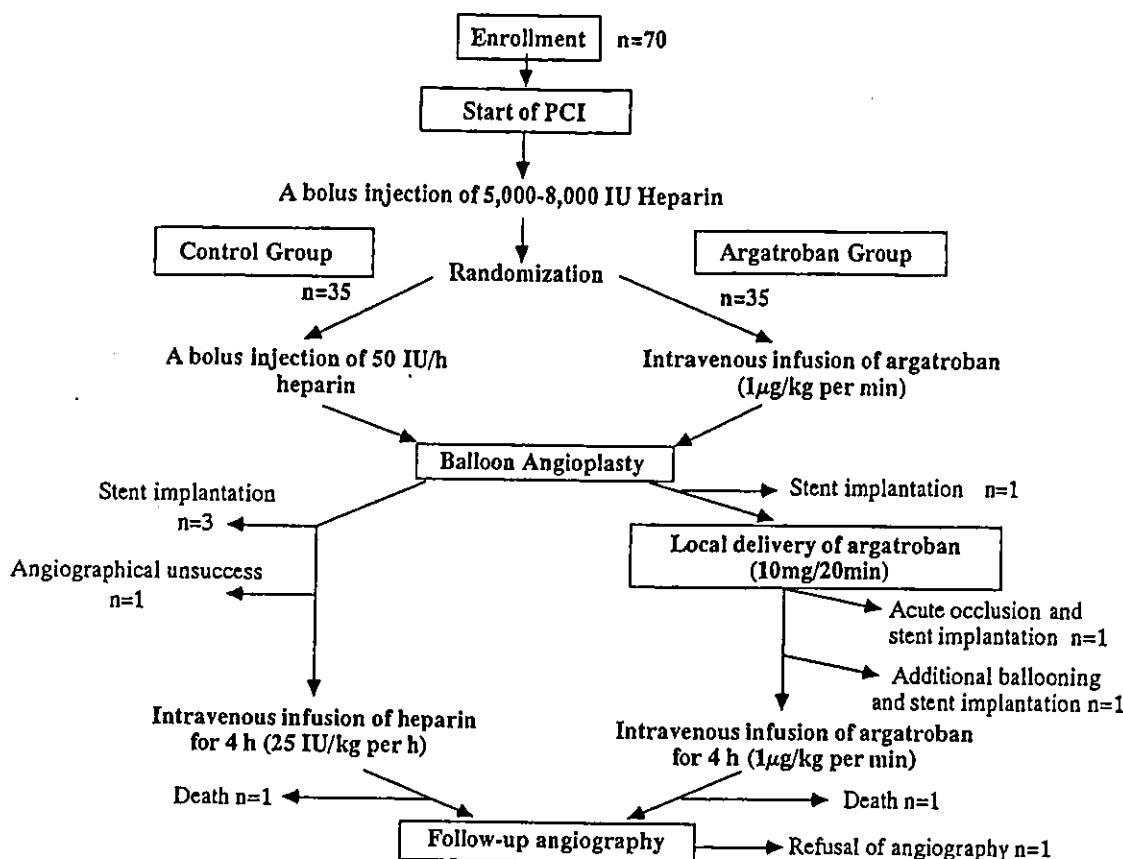 Enrollment n=70
Start of PCI
A bolus injection of 5,000-8,000 IU Heparin
Control Group
Argatroban Group
Randomization
n=35
n=35
A bolus injection of 50 IU/h
heparin
Intravenous infusion of argatroban
(1μg/kg per min)
Balloon Angioplasty
Stent implantation
n=3
Stent implantation n=1
Local delivery of argatroban
(10mg/20min)
Angiographical unsuccess
n=1
Acute occlusion and
stent implantation n=1
Additional ballooning
and stent implantation n=1
Intravenous infusion of heparin
for 4 h (25 IU/kg per h)
Intravenous infusion of argatroban
for 4 h (1μg/kg per min)
Death n=1
Death n=1
Follow-up angiography
Refusal of angiography n=1